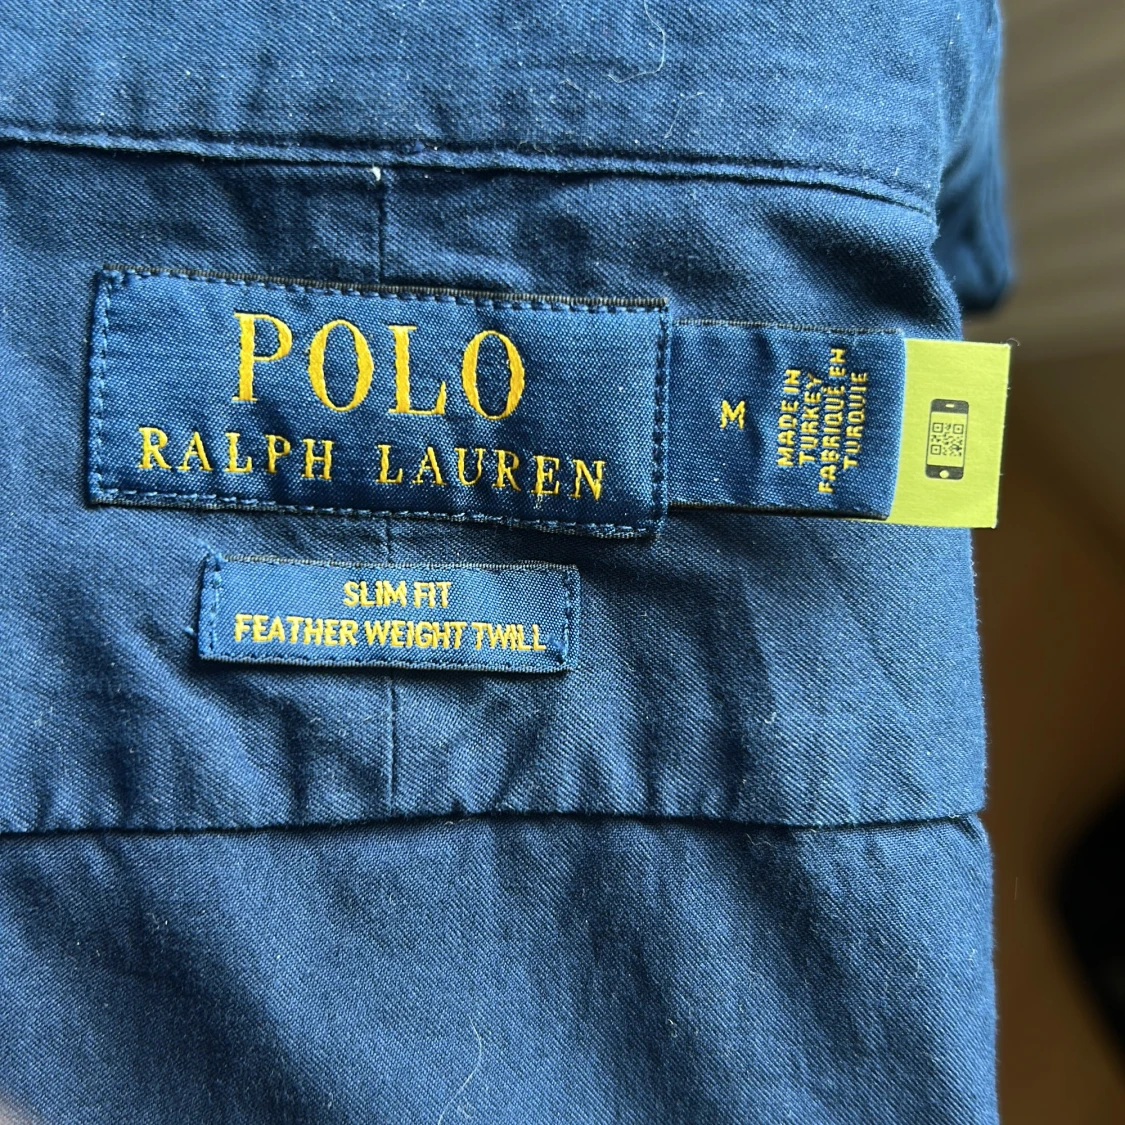 POLO
RALPH LAUREN
M
MADE IN
TURKEY
FABRIQUÉ EN
TURQUIE
SLIM FIT
FEATHER WEIGHT TWILL